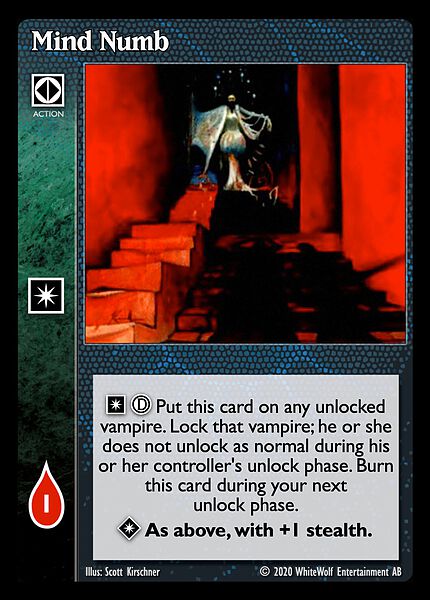 Mind Numb
ACTION
D Put this card on any unlocked
vampire. Lock that vampire; he or she
does not unlock as normal during his
or her controller's unlock phase. Burn
this card during your next
unlock phase.
As above, with +1 stealth.
1
Illus: Scott Kirschner © 2020 WhiteWolf Entertainment AB